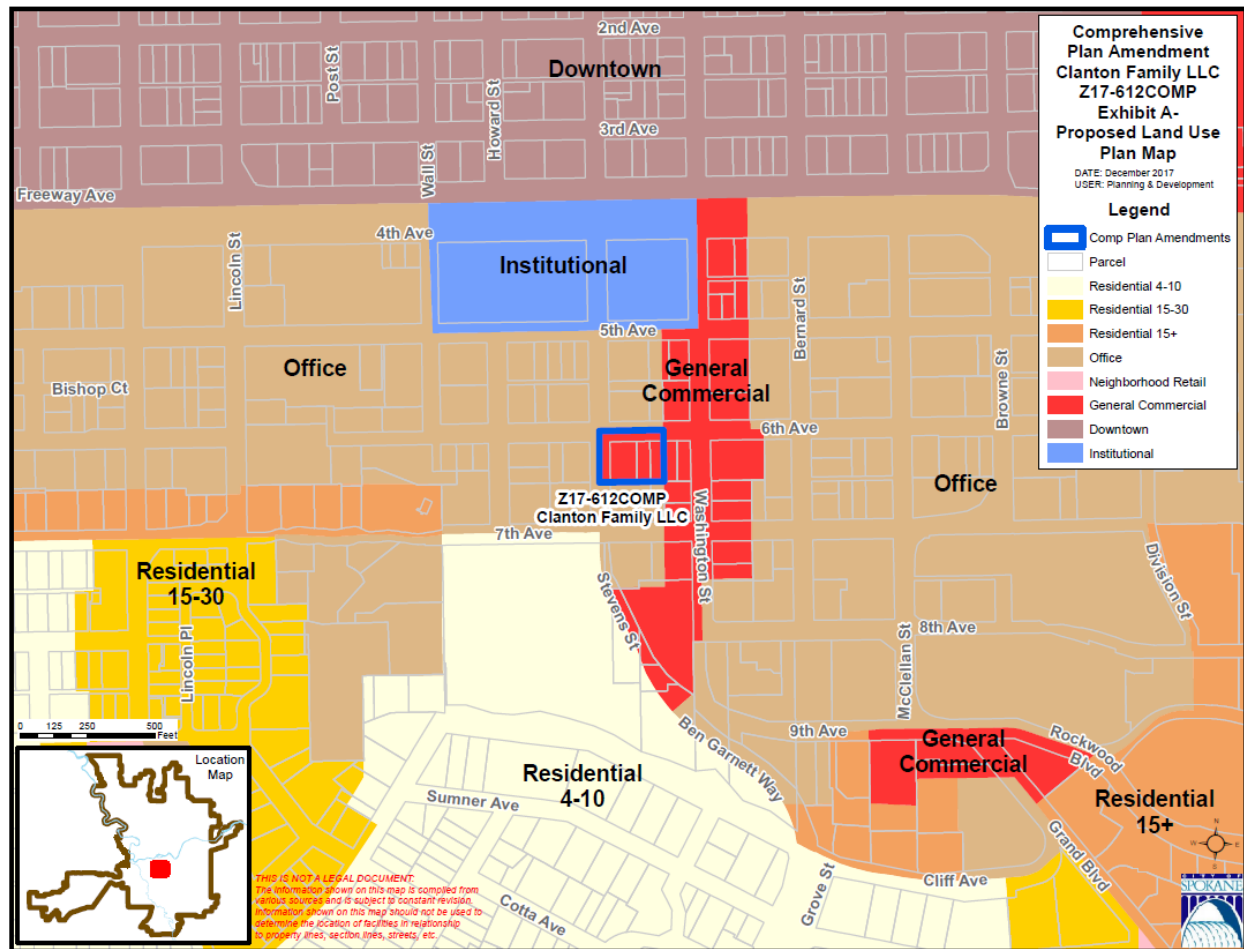 2nd Ave
Downtown
Post St
Howard St
3rd Ave
Wall St
Freeway Ave
4th Ave
Lincoln St
Institutional
Bernard St
5th Ave
Office
General
Commercial
Bishop Ct
Browne St
6th Ave
Office
Z17-612COMP
Clanton Family LLC
Washington St
7th Ave
Residential
15-30
Stevens St
Division St
Lincoln Pl
McClellan St
8th Ave
9th Ave
General
Commercial
Rockwood
Blvd
Ben Garnett Way
Residential
4-10
Sumner Ave
Residential
15+
Grand Blvd
Cliff Ave
Grove St
Cotta Ave
Comprehensive
Plan Amendment
Clanton Family LLC
Z17-612COMP
Exhibit A-
Proposed Land Use
Plan Map
DATE: December 2017
USER: Planning & Development
Legend
Comp Plan Amendments
Parcel
Residential 4-10
Residential 15-30
Residential 15+
Office
Neighborhood Retail
General Commercial
Downtown
Institutional
0 125 250 500
Feet
Location
Map
THIS IS NOT A LEGAL DOCUMENT:
The information shown on this map is compiled from
various sources and is subject to constant revision.
Information shown on this map should not be used to
determine the location of facilities in relationship
to property lines, section lines, streets, etc.
N
W E
S
CITY OF
SPOKANE